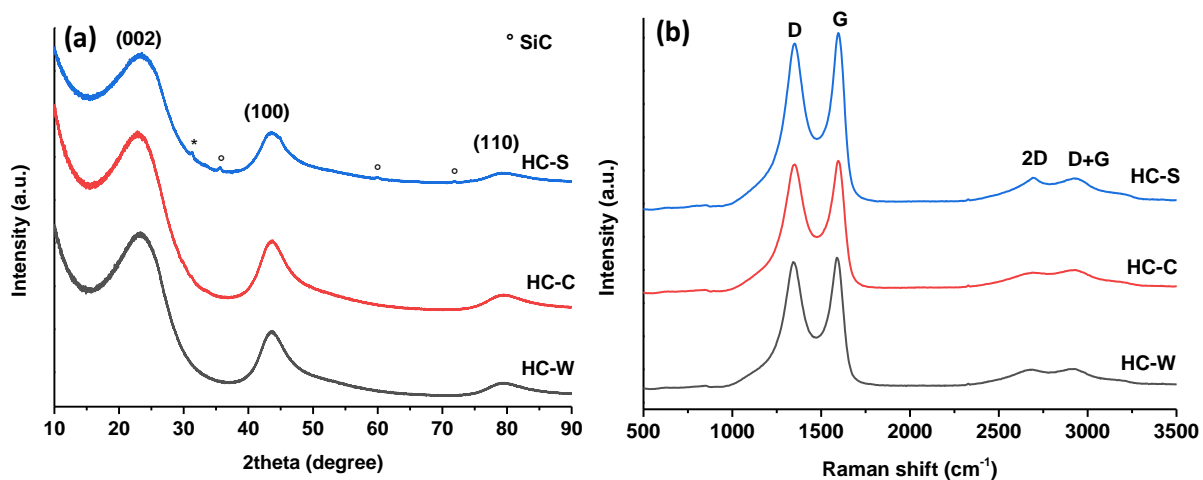 (a)
(002)
° SiC
(100)
(110)
*
°
°
°
HC-S
HC-C
HC-W
Intensity (a.u.)
10 20 30 40 50 60 70 80 90
2theta (degree)
(b)
D
G
2D
D+G
HC-S
HC-C
HC-W
Intensity (a.u.)
500 1000 1500 2000 2500 3000 3500
Raman shift (cm⁻¹)